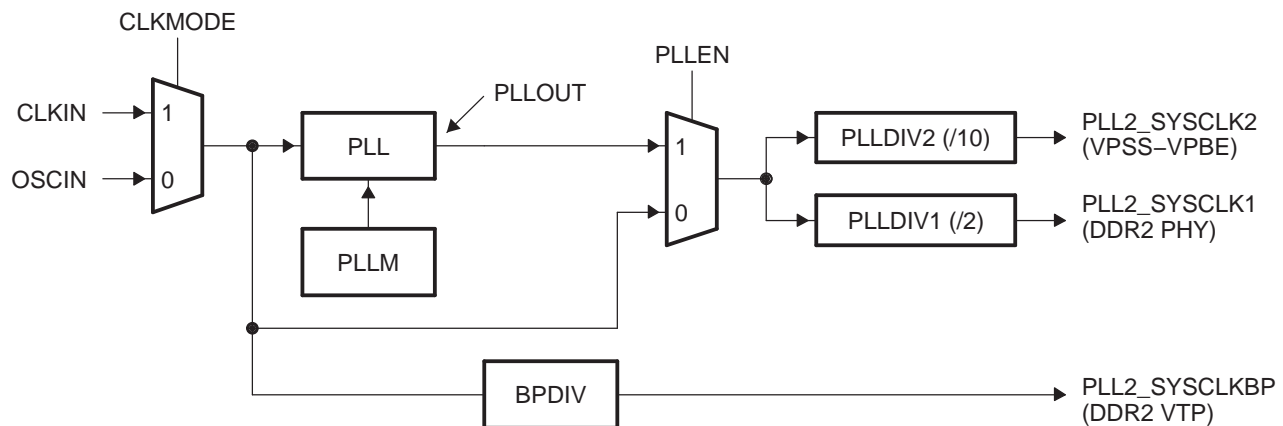 CLKMODE
CLKIN
1
OSCIN
0
PLL
PLLM
PLLOUT
PLLEN
1
0
PLLDIV2 (/10)
PLL2_SYSCLK2
(VPSS–VPBE)
PLLDIV1 (/2)
PLL2_SYSCLK1
(DDR2 PHY)
BPDIV
PLL2_SYSCLKBP
(DDR2 VTP)